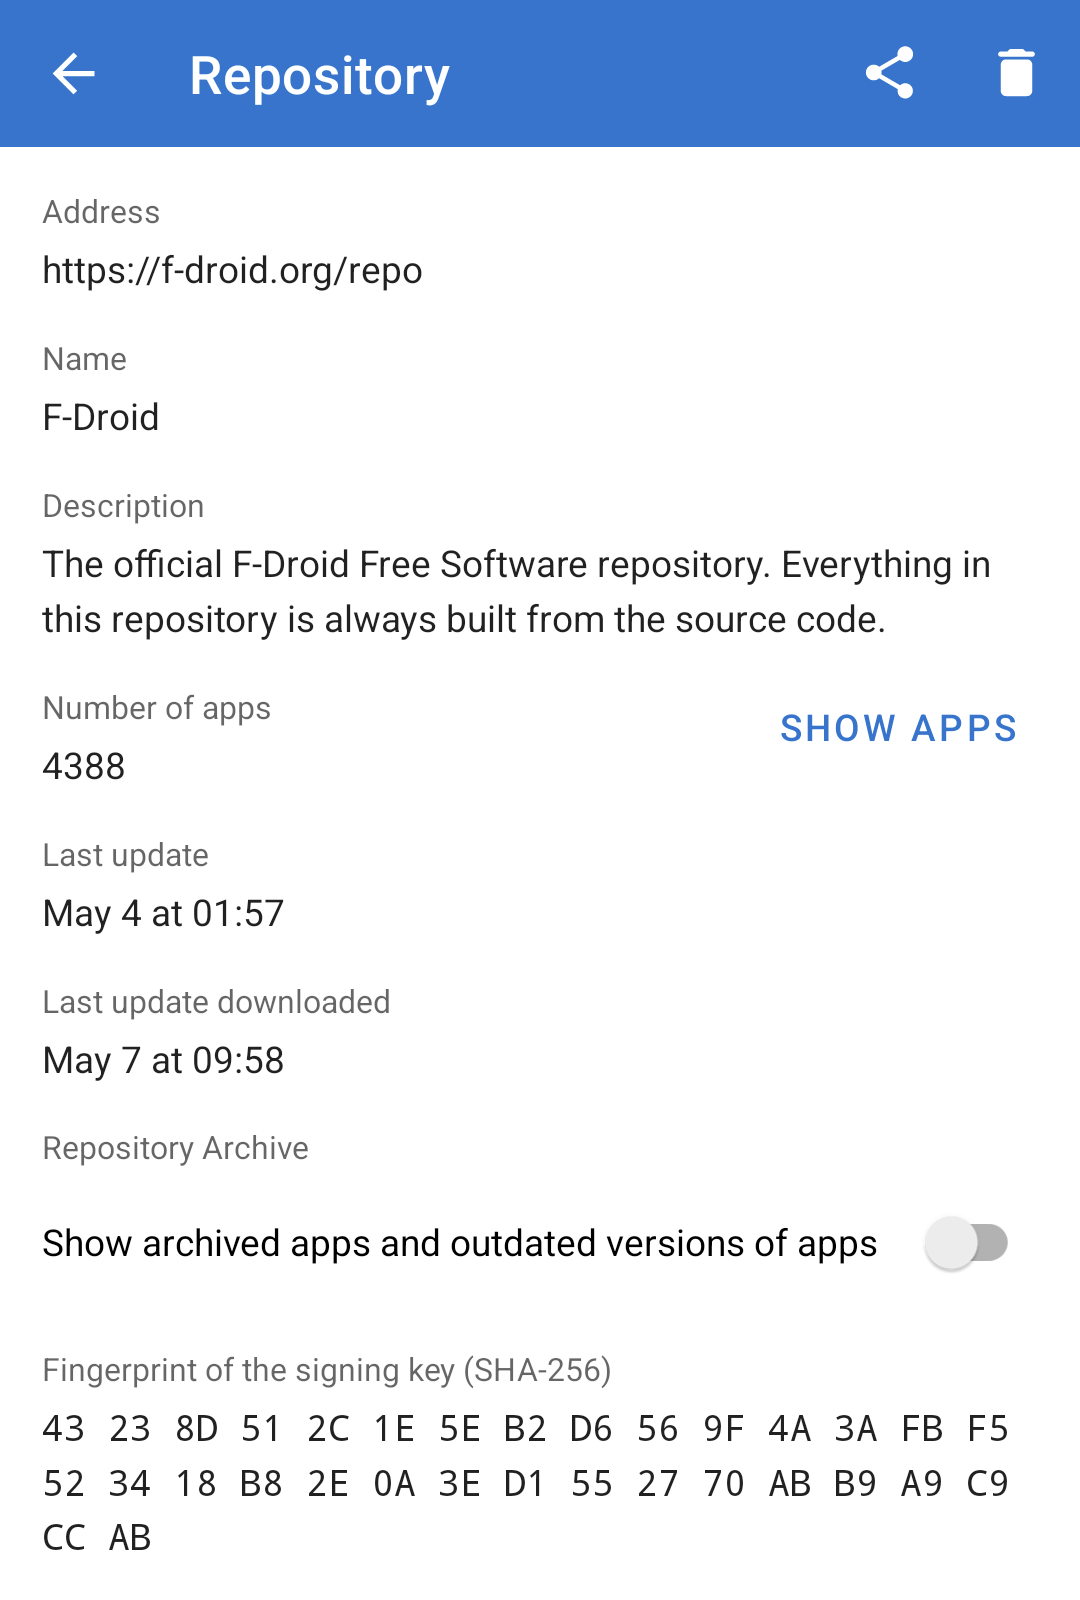 Repository
Address
https://f-droid.org/repo
Name
F-Droid
Description
The official F-Droid Free Software repository. Everything in
this repository is always built from the source code.
Number of apps
SHOW APPS
4388
Last update
May 4 at 01:57
Last update downloaded
May 7 at 09:58
Repository Archive
Show archived apps and outdated versions of apps
Fingerprint of the signing key (SHA-256)
43 23 8D 51 2C 1E 5E B2 D6 56 9F 4A 3A FB F5
52 34 18 B8 2E 0A 3E D1 55 27 70 AB B9 A9 C9
CC AB